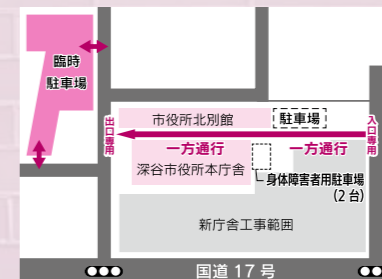 臨時
駐車場
市役所北別館
駐車場
出口専用
入口専用
一方通行
一方通行
深谷市役所本庁舎
身体障害者用駐車場
(2台)
新庁舎工事範囲
国道17号